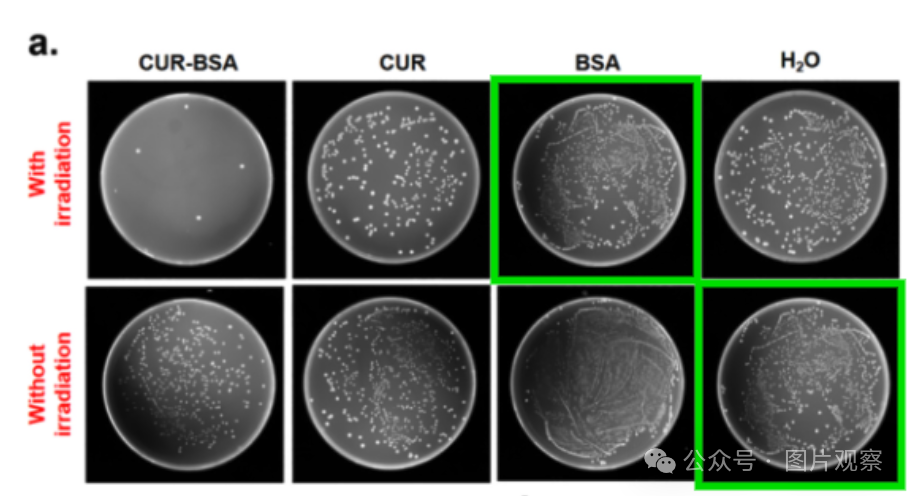 a.
CUR-BSA CUR BSA H₂O
With
irradiation
Without
irradiation
公众号 · 图片观察